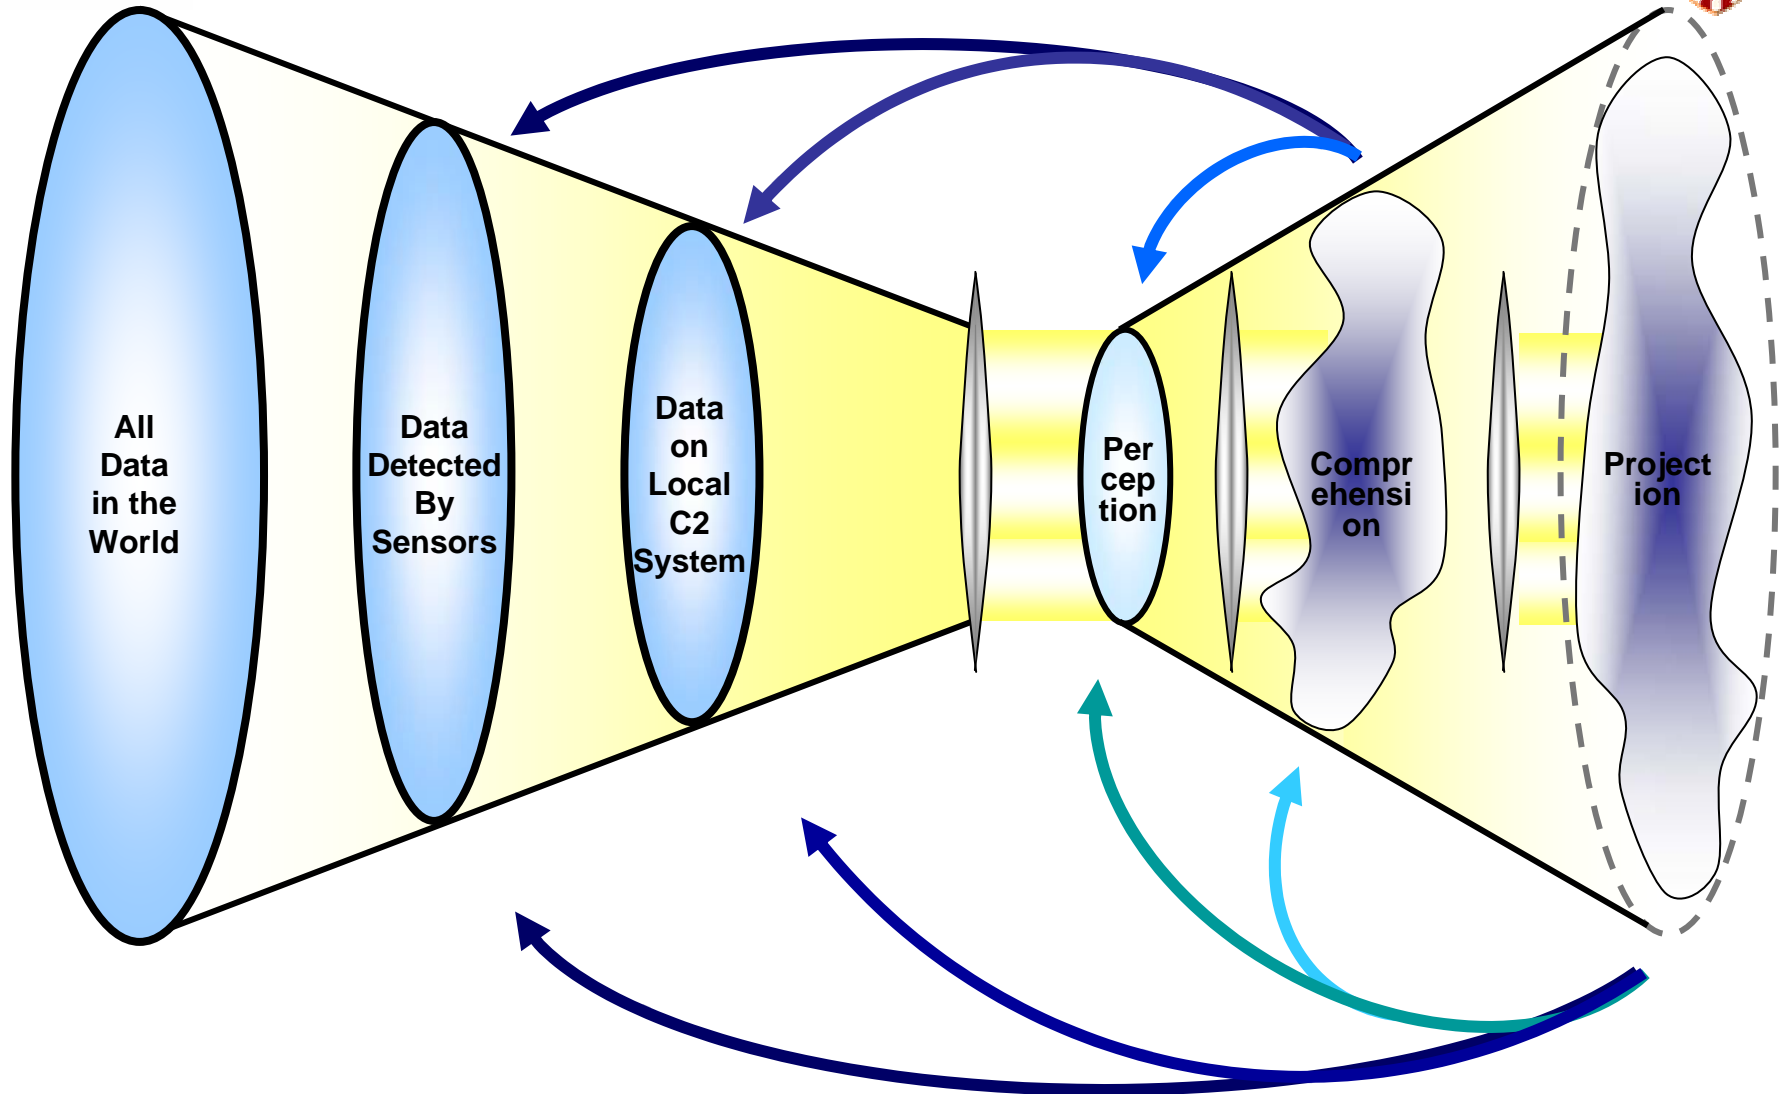 All
Data
in the
World
Data
Detected
By
Sensors
Data
on
Local
C2
System
Per
cep
tion
Compr
ehensi
on
Project
ion